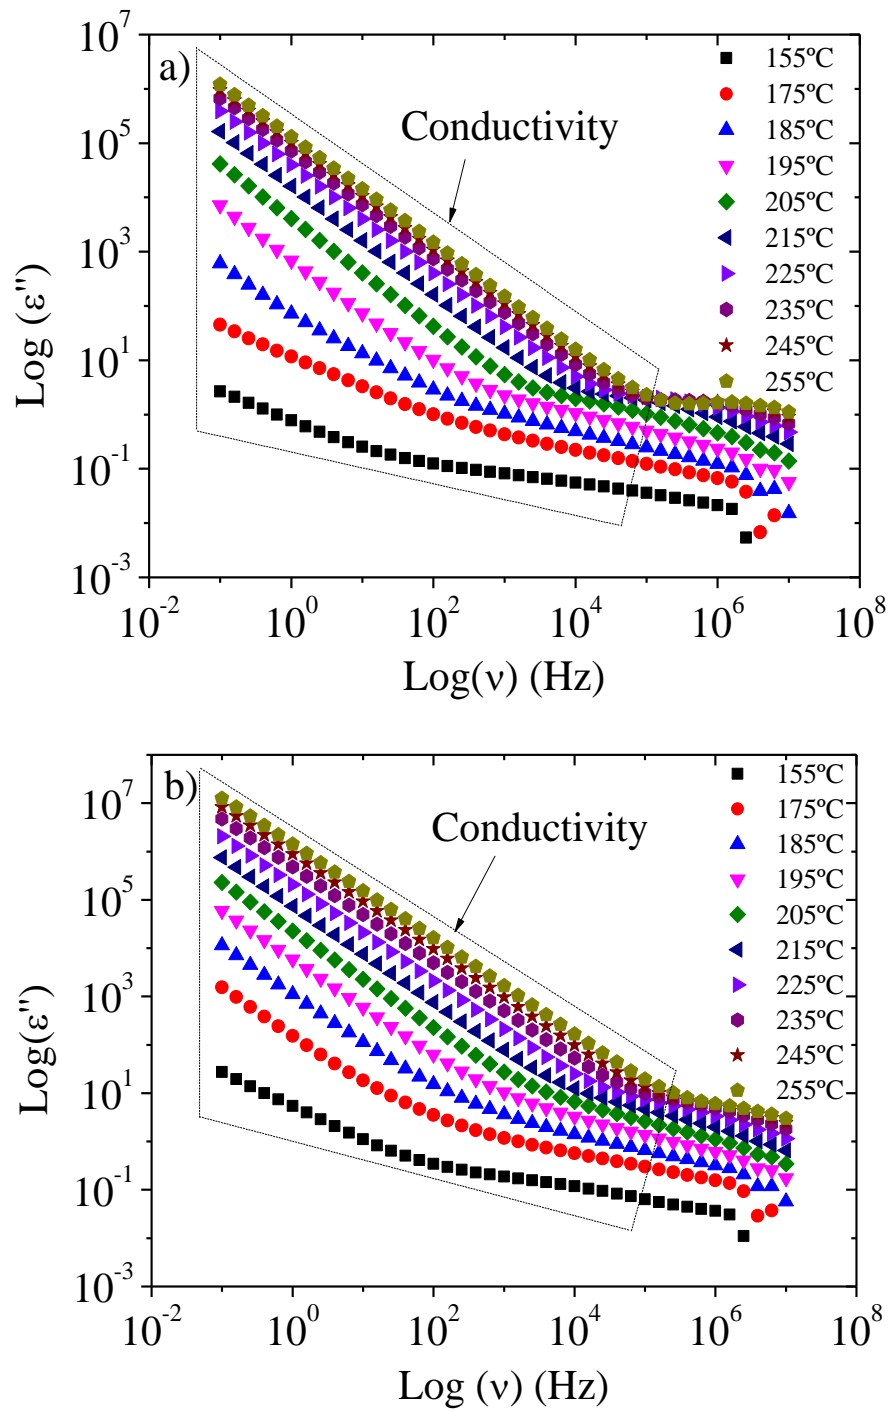 a)
Conductivity
155ºC
175ºC
185ºC
195ºC
205ºC
215ºC
225ºC
235ºC
245ºC
255ºC
10^7
10^5
10^3
10^1
10^-1
10^-3
Log (ε")
10^-2
10^0
10^2
10^4
10^6
10^8
Log(ν) (Hz)
b)
Conductivity
155ºC
175ºC
185ºC
195ºC
205ºC
215ºC
225ºC
235ºC
245ºC
255ºC
10^7
10^5
10^3
10^1
10^-1
10^-3
Log(ε")
10^-2
10^0
10^2
10^4
10^6
10^8
Log (ν) (Hz)